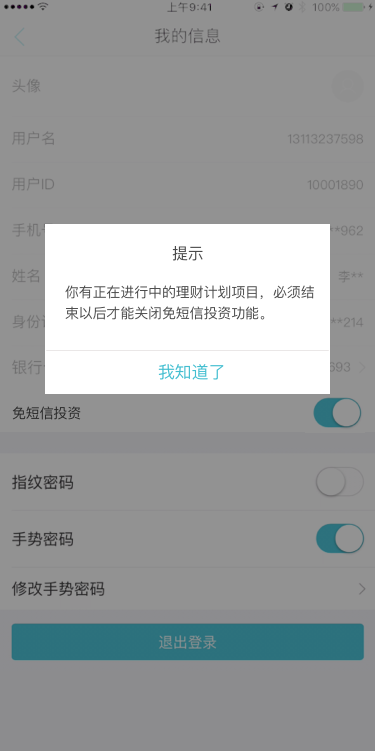 上午9:41
100%
我的信息
头像
用户名 13113237598
用户ID 10001890
手机 **962
提示
姓名 李**
你有正在进行中的理财计划项目，必须结
束以后才能关闭免短信投资功能。
身份 **214
银行 693
我知道了
免短信投资
指纹密码
手势密码
修改手势密码
退出登录